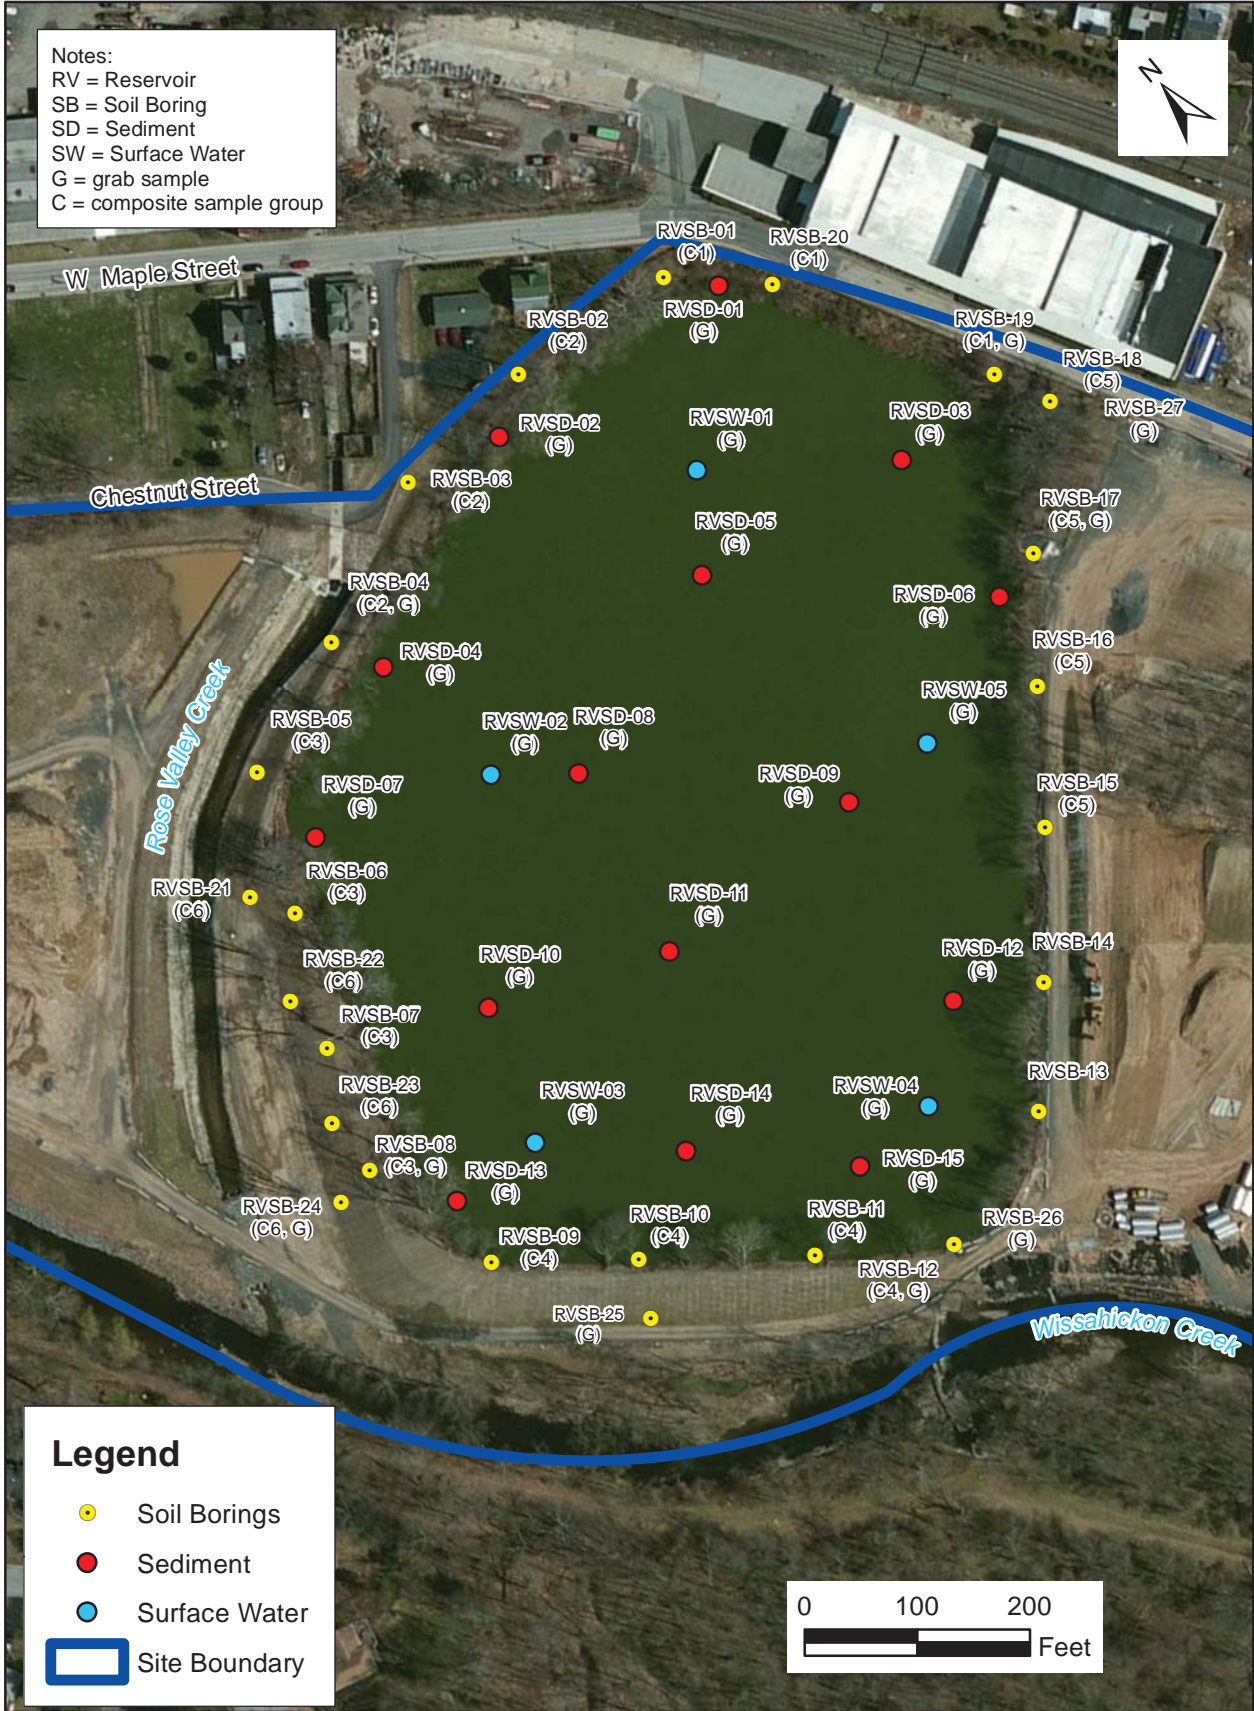 Notes:
RV = Reservoir
SB = Soil Boring
SD = Sediment
SW = Surface Water
G = grab sample
C = composite sample group
N
W Maple Street
RVSB-01
(C1)
RVSB-20
(C1)
RVSD-01
(G)
RVSB-02
(C2)
RVSB-19
(C1, G)
RVSB-18
(C5)
RVSB-27
(G)
RVSD-02
(G)
RVSW-01
(G)
RVSD-03
(G)
Chestnut Street
RVSB-03
(C2)
RVSB-17
(C5, G)
RVSD-05
(G)
RVSB-04
(C2, G)
RVSD-06
(G)
RVSD-04
(G)
RVSB-16
(C5)
RVSW-05
(G)
Rose Valley Creek
RVSB-05
(C3)
RVSW-02
(G)
RVSD-08
(G)
RVSD-07
(G)
RVSD-09
(G)
RVSB-15
(C5)
RVSB-06
(C3)
RVSB-21
(C6)
RVSD-11
(G)
RVSB-22
(C6)
RVSD-10
(G)
RVSD-12
(G)
RVSB-14
RVSB-07
(C3)
RVSB-23
(C6)
RVSW-03
(G)
RVSD-14
(G)
RVSW-04
(G)
RVSB-13
RVSB-08
(C3, G)
RVSD-13
(G)
RVSD-15
(G)
RVSB-24
(C6, G)
RVSB-09
(C4)
RVSB-10
(C4)
RVSB-11
(C4)
RVSB-26
(G)
RVSB-12
(C4, G)
RVSB-25
(G)
Wissahickon Creek
Legend
Soil Borings
Sediment
Surface Water
Site Boundary
0 100 200
Feet